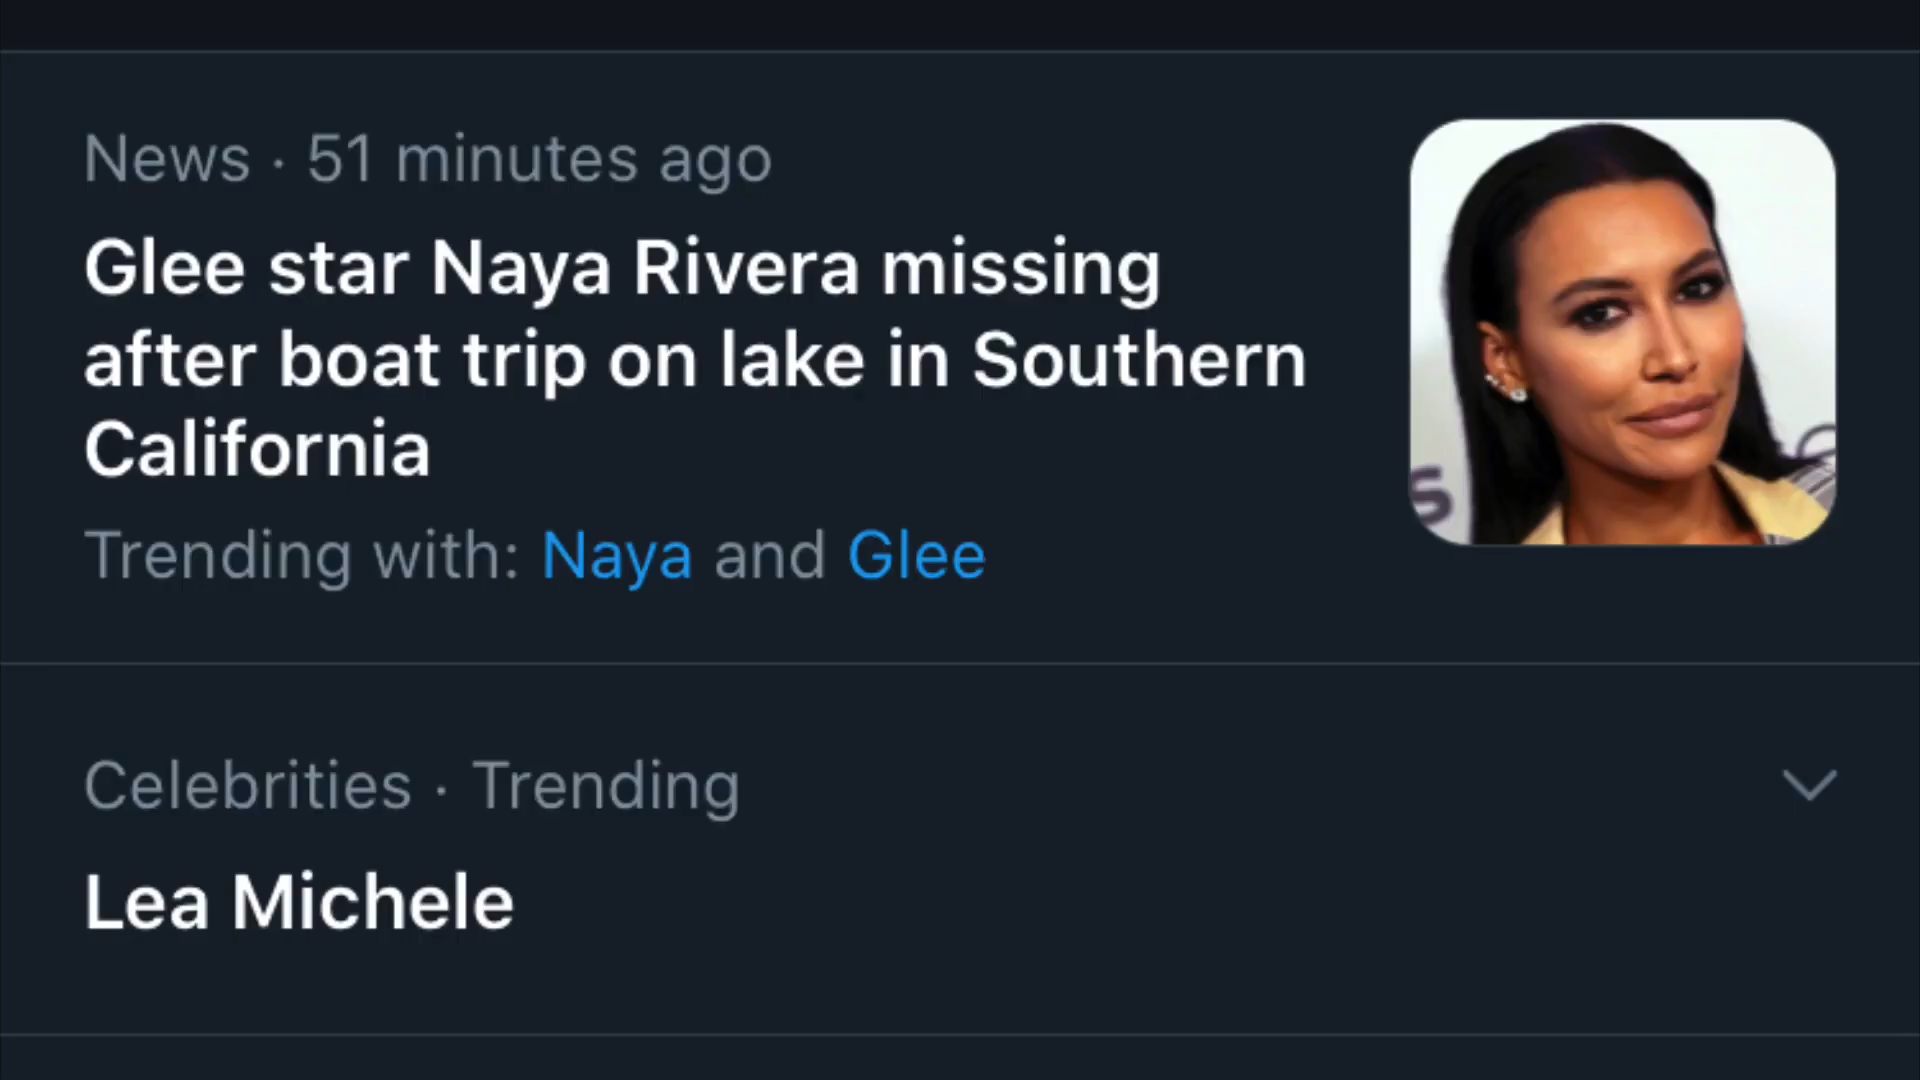 News · 51 minutes ago
Glee star Naya Rivera missing
after boat trip on lake in Southern
California
Trending with: Naya and Glee
Celebrities · Trending
Lea Michele